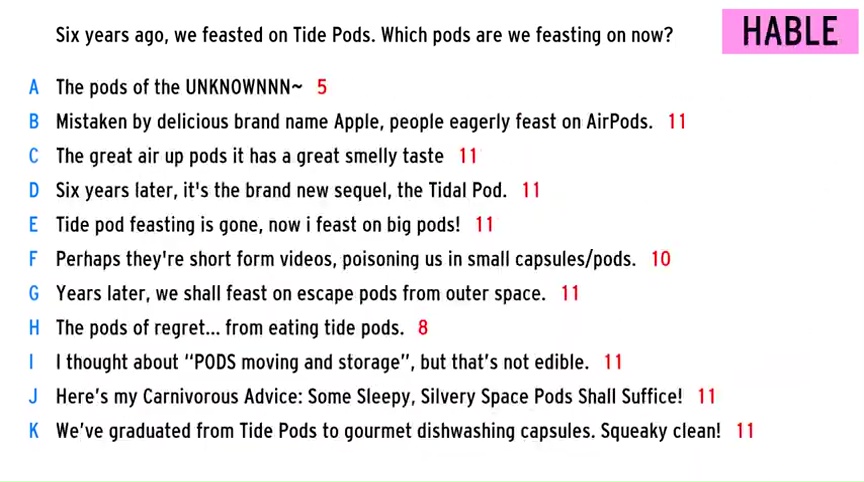 Six years ago, we feasted on Tide Pods. Which pods are we feasting on now?
HABLE
A The pods of the UNKNOWNNN~ 5
B Mistaken by delicious brand name Apple, people eagerly feast on AirPods. 11
C The great air up pods it has a great smelly taste 11
D Six years later, it's the brand new sequel, the Tidal Pod. 11
E Tide pod feasting is gone, now i feast on big pods! 11
F Perhaps they're short form videos, poisoning us in small capsules/pods. 10
G Years later, we shall feast on escape pods from outer space. 11
H The pods of regret... from eating tide pods. 8
I I thought about “PODS moving and storage”, but that’s not edible. 11
J Here’s my Carnivorous Advice: Some Sleepy, Silvery Space Pods Shall Suffice! 11
K We’ve graduated from Tide Pods to gourmet dishwashing capsules. Squeaky clean! 11